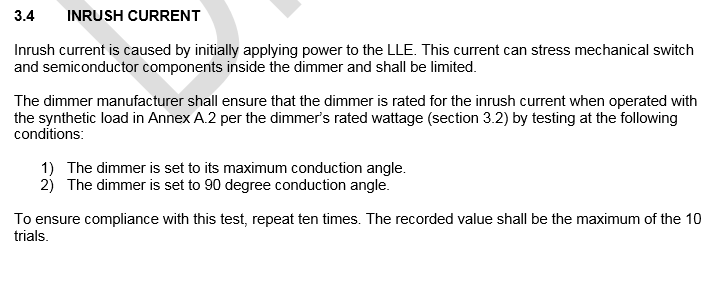 3.4 INRUSH CURRENT
Inrush current is caused by initially applying power to the LLE. This current can stress mechanical switch
and semiconductor components inside the dimmer and shall be limited.
The dimmer manufacturer shall ensure that the dimmer is rated for the inrush current when operated with
the synthetic load in Annex A.2 per the dimmer's rated wattage (section 3.2) by testing at the following
conditions:
1) The dimmer is set to its maximum conduction angle.
2) The dimmer is set to 90 degree conduction angle.
To ensure compliance with this test, repeat ten times. The recorded value shall be the maximum of the 10
trials.